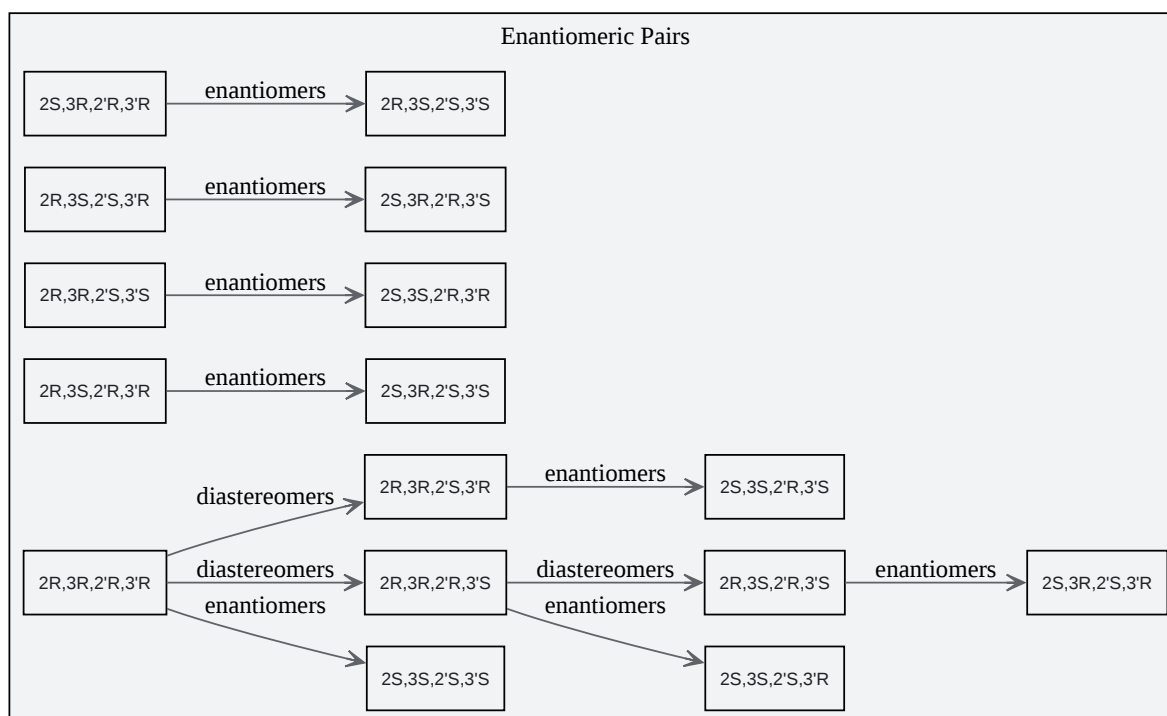 Enantiomeric Pairs
2S,3R,2'R,3'R enantiomers 2R,3S,2'S,3'S
2R,3S,2'S,3'R enantiomers 2S,3R,2'R,3'S
2R,3R,2'S,3'S enantiomers 2S,3S,2'R,3'R
2R,3S,2'R,3'R enantiomers 2S,3R,2'S,3'S
diastereomers 2R,3R,2'S,3'R enantiomers 2S,3S,2'R,3'S
2R,3R,2'R,3'R diastereomers 2R,3R,2'R,3'S diastereomers 2R,3S,2'R,3'S enantiomers 2S,3R,2'S,3'R
enantiomers enantiomers
2S,3S,2'S,3'S 2S,3S,2'S,3'R